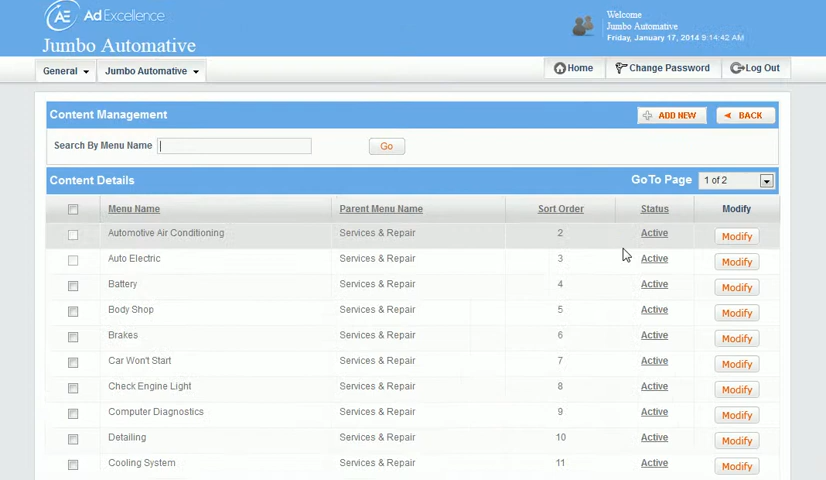 AE Ad Excellence
Jumbo Automative
Welcome
Jumbo Automative
Friday, January 17, 2014 9:14:42 AM
General Jumbo Automative Home Change Password Log Out
Content Management ADD NEW BACK
Search By Menu Name Go
Content Details GoTo Page 1 of 2
Menu Name Parent Menu Name Sort Order Status Modify
Automotive Air Conditioning Services & Repair 2 Active Modify
Auto Electric Services & Repair 3 Active Modify
Battery Services & Repair 4 Active Modify
Body Shop Services & Repair 5 Active Modify
Brakes Services & Repair 6 Active Modify
Car Won't Start Services & Repair 7 Active Modify
Check Engine Light Services & Repair 8 Active Modify
Computer Diagnostics Services & Repair 9 Active Modify
Detailing Services & Repair 10 Active Modify
Cooling System Services & Repair 11 Active Modify